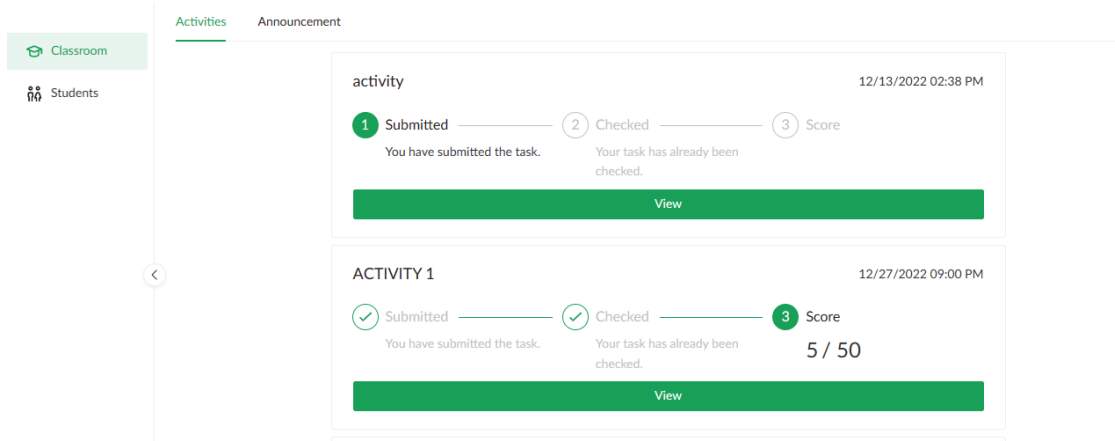 Activities Announcement
Classroom
Students
activity 12/13/2022 02:38 PM
1 Submitted 2 Checked 3 Score
You have submitted the task. Your task has already been
checked.
View
ACTIVITY 1 12/27/2022 09:00 PM
Submitted Checked 3 Score
You have submitted the task. Your task has already been
checked.
5 / 50
View